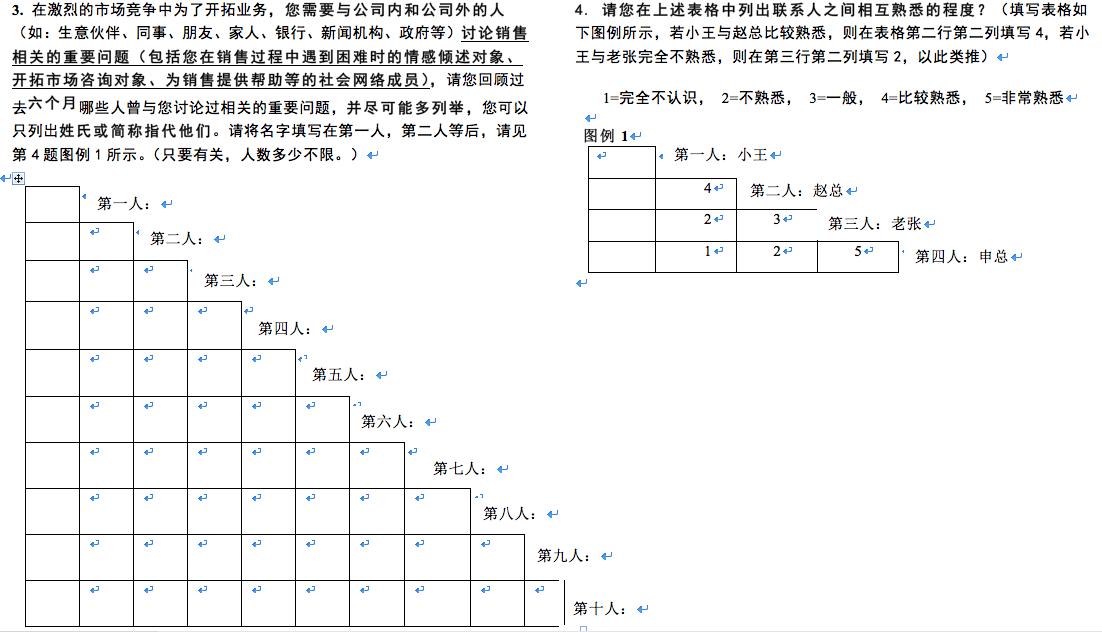 3. 在激烈的市场竞争中为了开拓业务，您需要与公司内和公司外的人
（如：生意伙伴、同事、朋友、家人、银行、新闻机构、政府等）讨论销售
相关的重要问题（包括您在销售过程中遇到困难时的情感倾述对象、
开拓市场咨询对象、为销售提供帮助等的社会网络成员），请您回顾过
去六个月哪些人曾与您讨论过相关的重要问题，并尽可能多列举，您可以
只列出姓氏或简称指代他们。请将名字填写在第一人，第二人等后，请见
第 4 题图例 1 所示。（只要有关，人数多少不限。）
第一人：
第二人：
第三人：
第四人：
第五人：
第六人：
第七人：
第八人：
第九人：
第十人：
4. 请您在上述表格中列出联系人之间相互熟悉的程度？（填写表格如
下图例所示，若小王与赵总比较熟悉，则在表格第二行第二列填写 4，若小
王与老张完全不熟悉，则在第三行第二列填写 2，以此类推）
1=完全不认识， 2=不熟悉， 3=一般， 4=比较熟悉， 5=非常熟悉
图例 1
第一人：小王
4 第二人：赵总
2 3 第三人：老张
1 2 5 第四人：申总